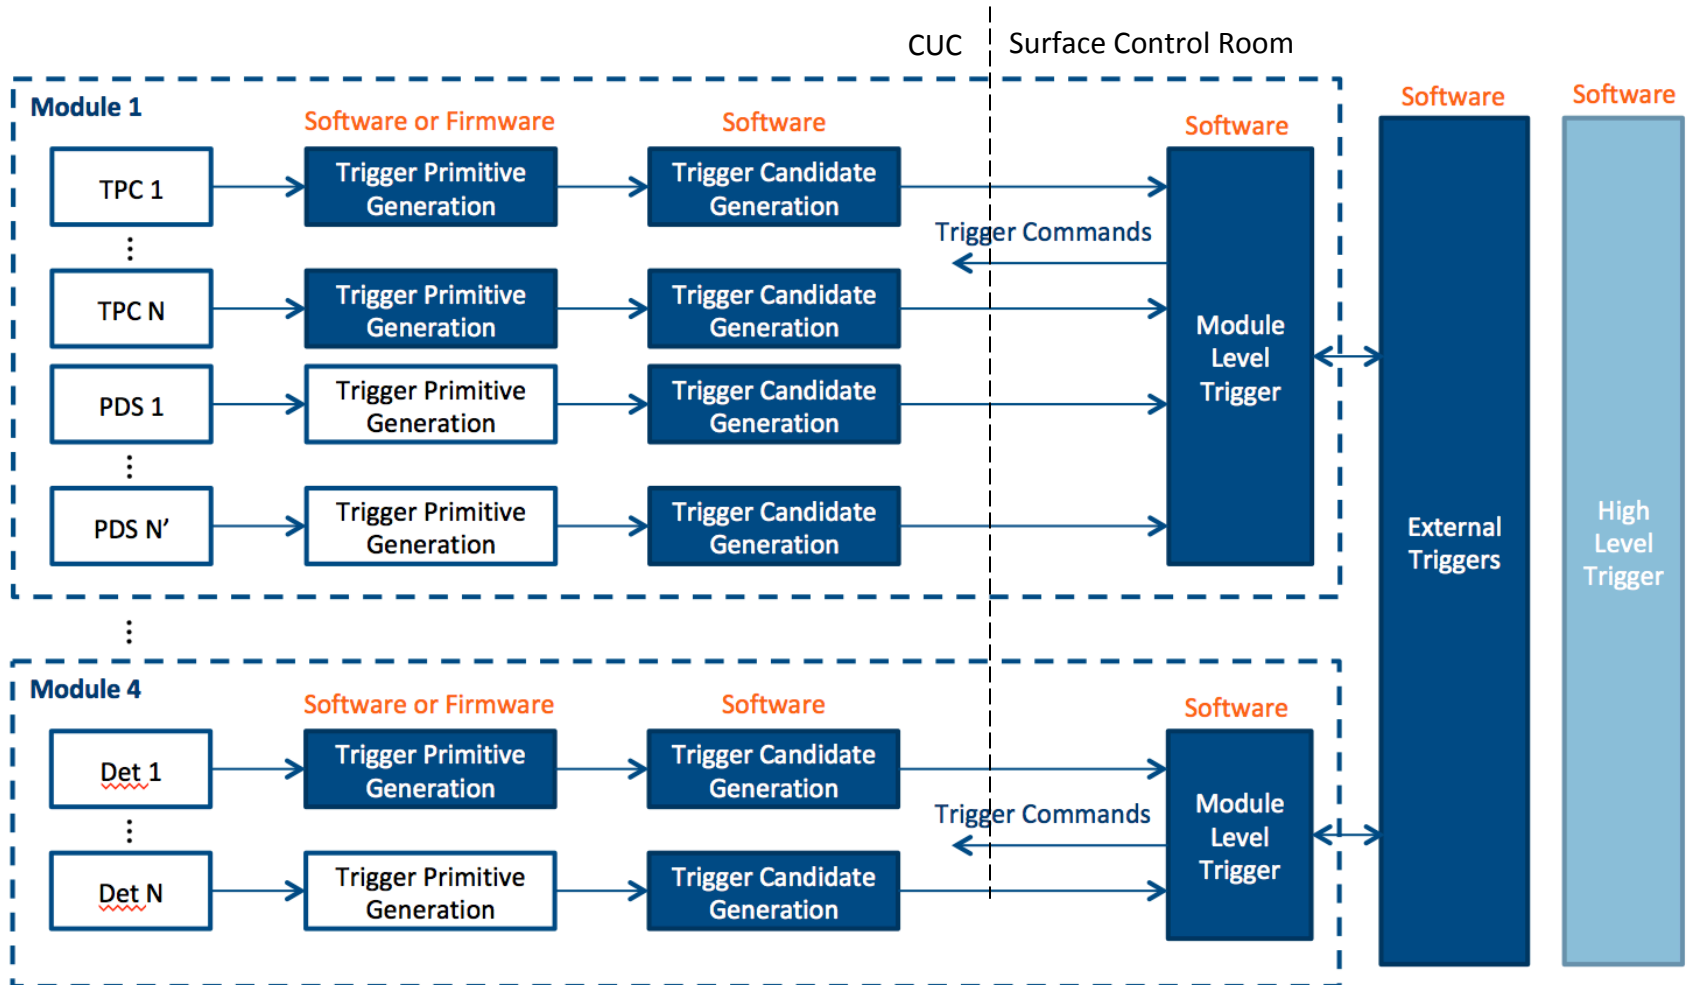 CUC
Surface Control Room
Module 1
Software or Firmware
Software
Software
Software
Software
TPC 1
Trigger Primitive
Generation
Trigger Candidate
Generation
Trigger Commands
TPC N
Trigger Primitive
Generation
Trigger Candidate
Generation
PDS 1
Trigger Primitive
Generation
Trigger Candidate
Generation
PDS N’
Trigger Primitive
Generation
Trigger Candidate
Generation
Module
Level
Trigger
External
Triggers
High
Level
Trigger
Module 4
Software or Firmware
Software
Software
Det 1
Trigger Primitive
Generation
Trigger Candidate
Generation
Trigger Commands
Det N
Trigger Primitive
Generation
Trigger Candidate
Generation
Module
Level
Trigger